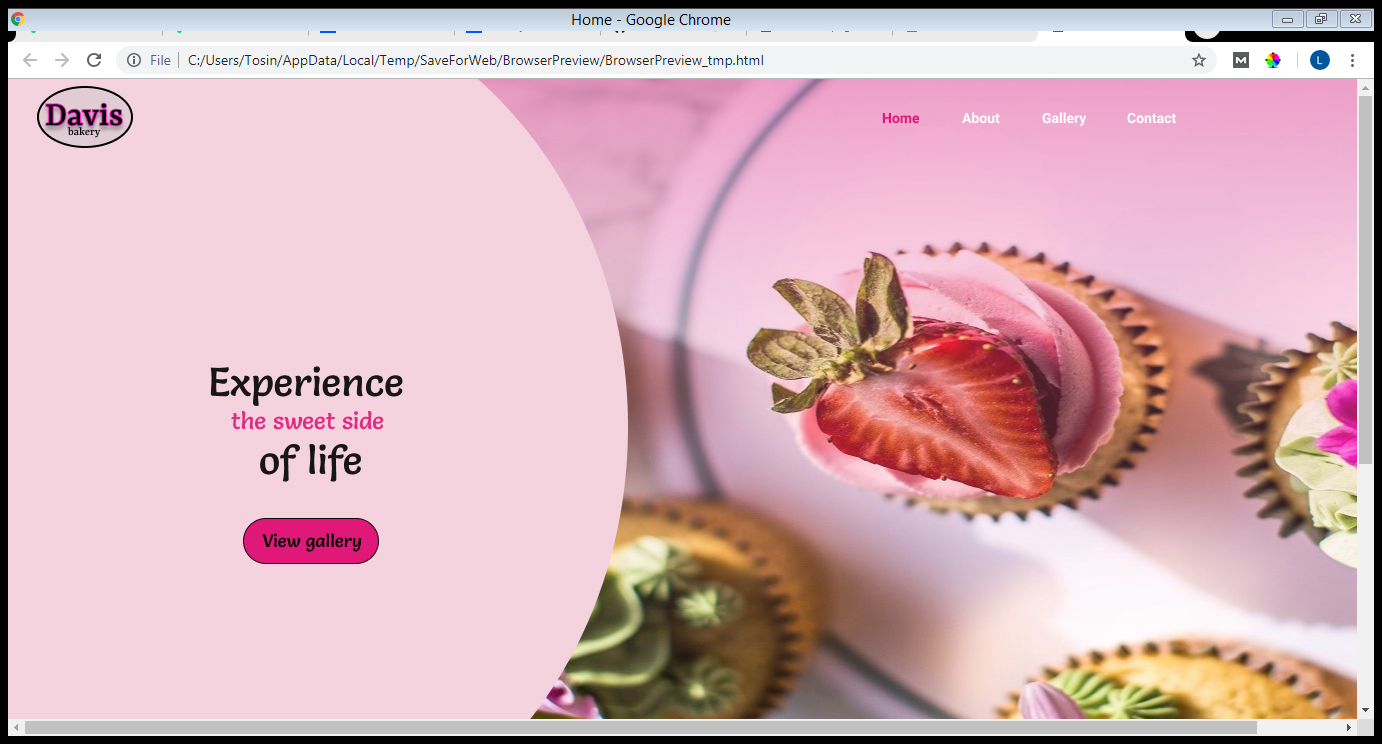 Home - Google Chrome
File
C:/Users/Tosin/AppData/Local/Temp/SaveForWeb/BrowserPreview/BrowserPreview_tmp.html
M
L
Davis
bakery
Home About Gallery Contact
Experience
the sweet side
of life
View gallery